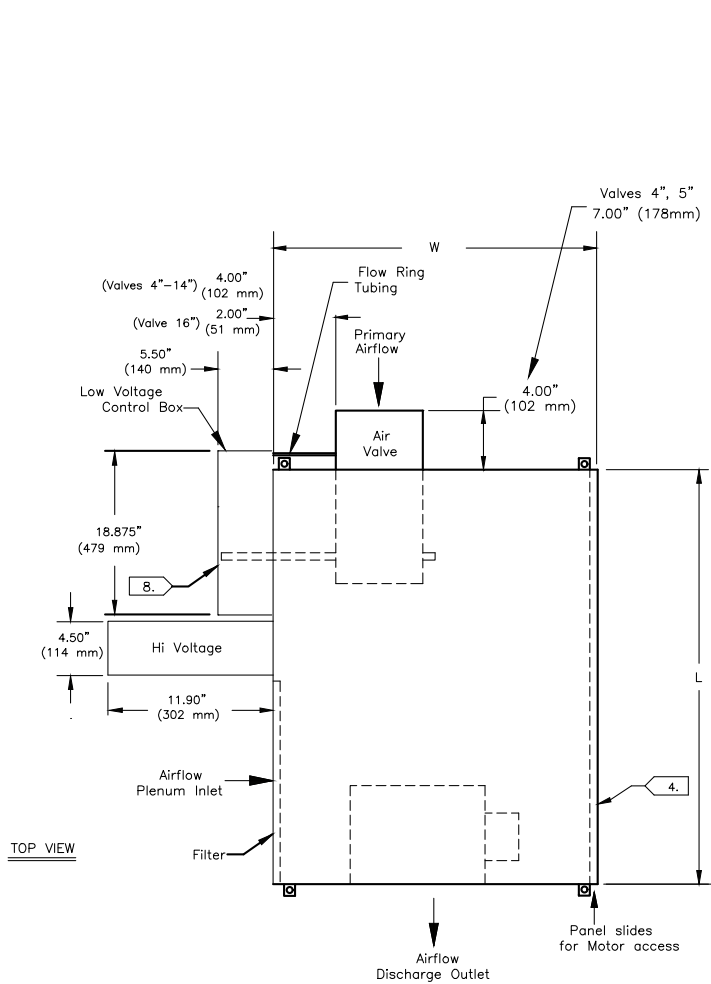 Valves 4”, 5”
7.00” (178mm)
W
Flow Ring
Tubing
(Valves 4”-14”) 4.00”
(102 mm)
(Valve 16”) 2.00”
(51 mm)
Primary
Airflow
5.50”
(140 mm)
Low Voltage
Control Box
4.00”
(102 mm)
Air
Valve
18.875”
(479 mm)
8.
4.50”
(114 mm)
Hi Voltage
L
11.90”
(302 mm)
Airflow
Plenum Inlet
4.
TOP VIEW
Filter
Panel slides
for Motor access
Airflow
Discharge Outlet